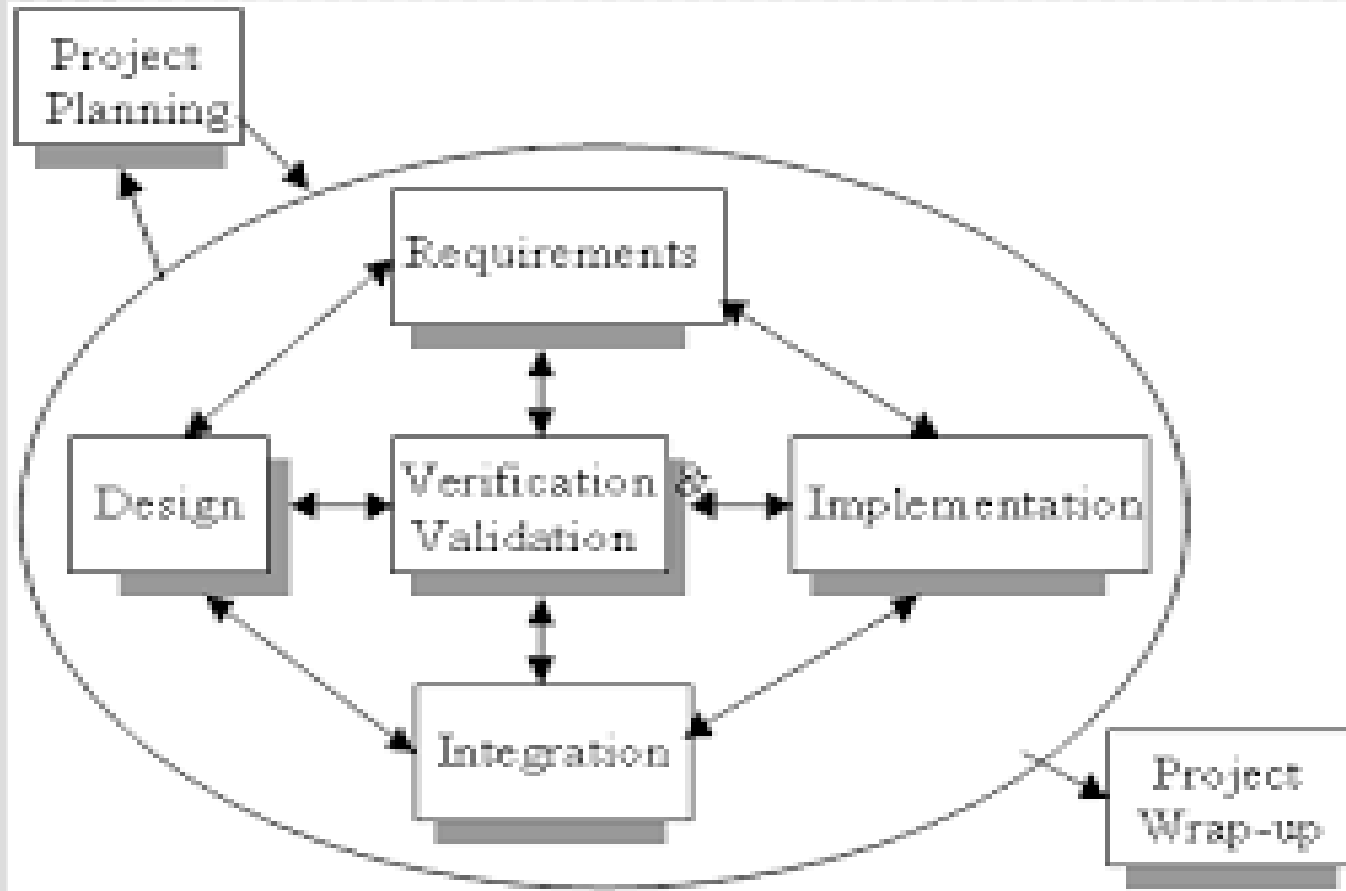 Project
Planning
Requirements
Design
Verification &
Validation
Implementation
Integration
Project
Wrap-up